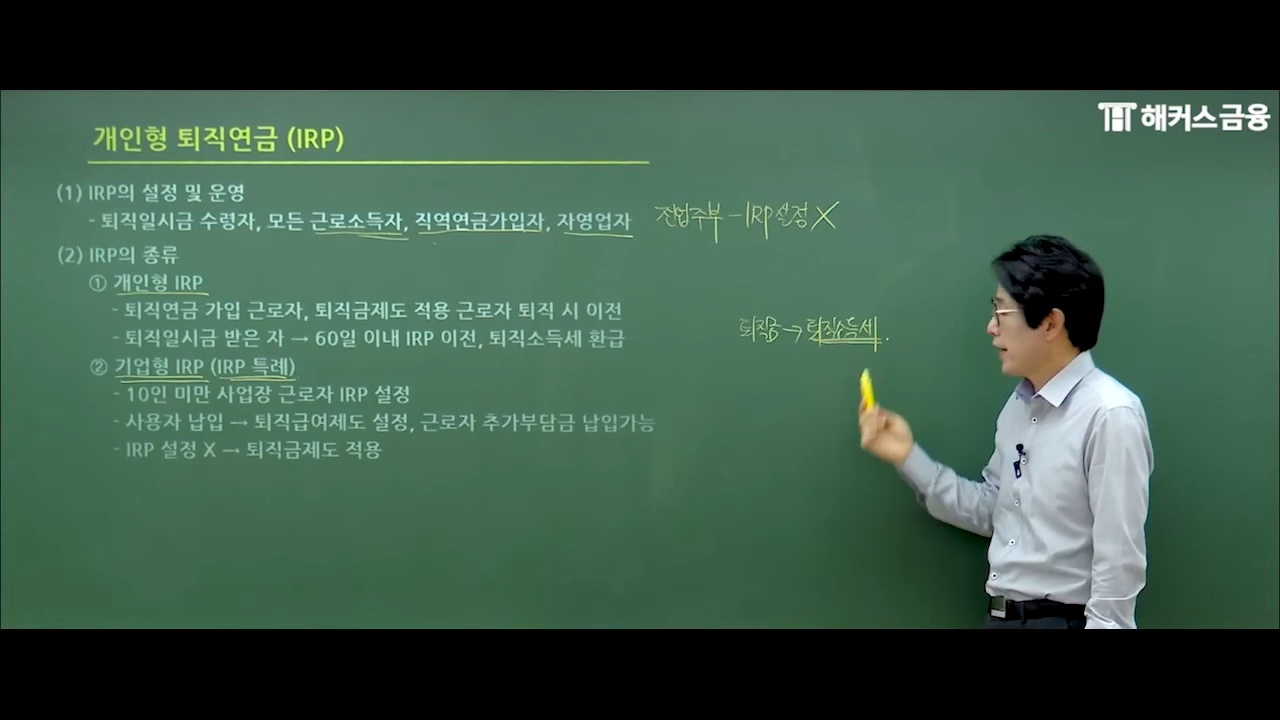 해커스금융
개인형 퇴직연금 (IRP)
(1) IRP의 설정 및 운영
- 퇴직일시금 수령자, 모든 근로소득자, 직역연금가입자, 자영업자
전업주부 - IRP 설정 X
(2) IRP의 종류
① 개인형 IRP
- 퇴직연금 가입 근로자, 퇴직금제도 적용 근로자 퇴직 시 이전
- 퇴직일시금 받은 자 → 60일 이내 IRP 이전, 퇴직소득세 환급
퇴직금 → 퇴직소득세.
② 기업형 IRP (IRP 특례)
- 10인 미만 사업장 근로자 IRP 설정
- 사용자 납입 → 퇴직급여제도 설정, 근로자 추가부담금 납입가능
- IRP 설정 X → 퇴직금제도 적용